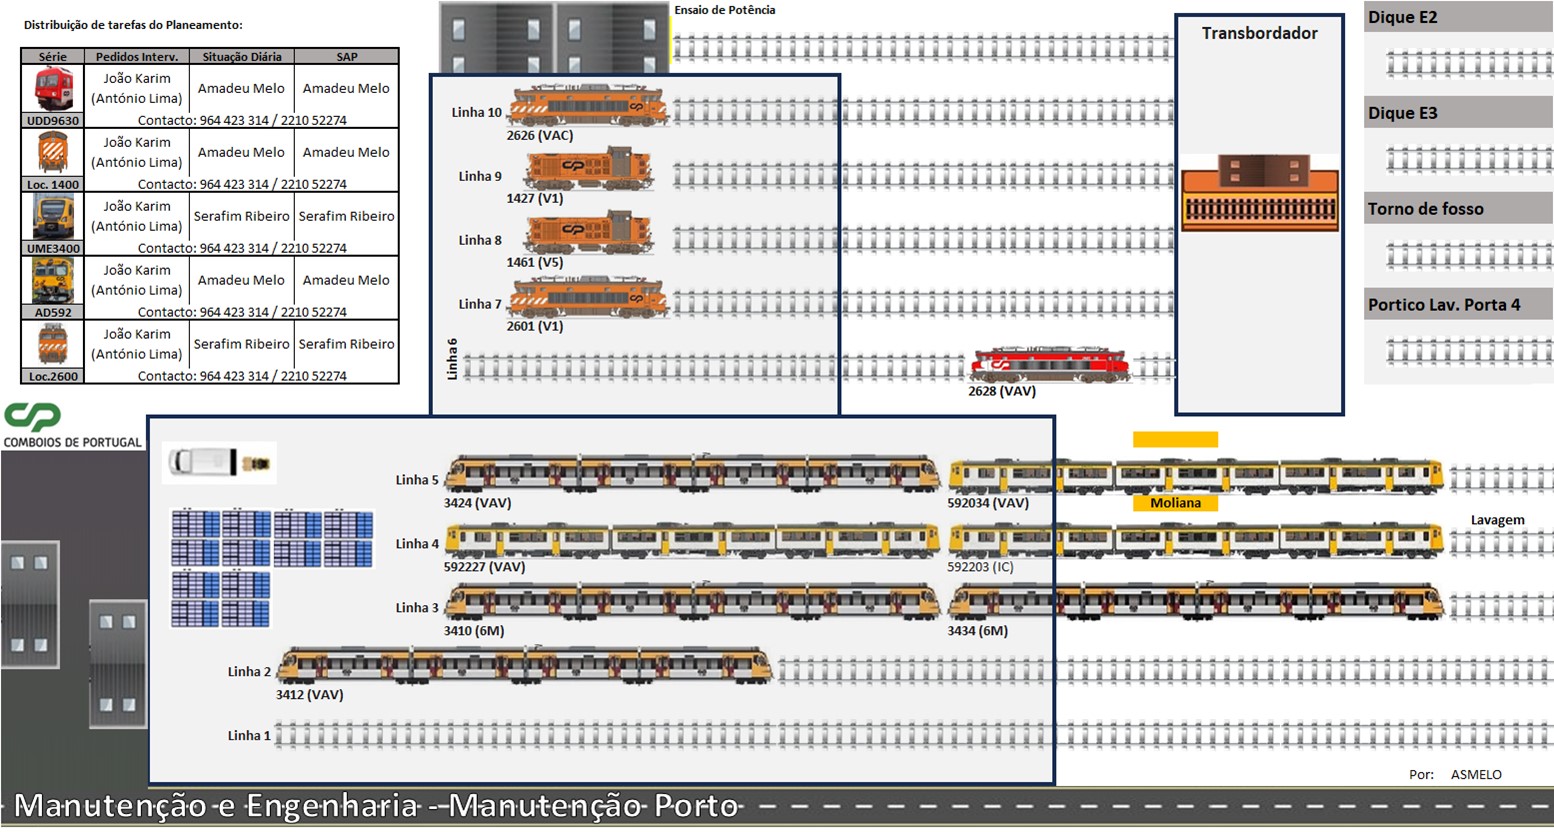 Distribuição de tarefas do Planeamento:
Série Pedidos Interv. Situação Diária SAP
João Karim
(António Lima)
Amadeu Melo Amadeu Melo
UDD9630 Contacto: 964 423 314 / 2210 52274
João Karim
(António Lima)
Amadeu Melo Amadeu Melo
Loc. 1400 Contacto: 964 423 314 / 2210 52274
João Karim
(António Lima)
Serafim Ribeiro Serafim Ribeiro
UME3400 Contacto: 964 423 314 / 2210 52274
João Karim
(António Lima)
Amadeu Melo Amadeu Melo
AD592 Contacto: 964 423 314 / 2210 52274
João Karim
(António Lima)
Serafim Ribeiro Serafim Ribeiro
Loc.2600 Contacto: 964 423 314 / 2210 52274
CP
COMBOIOS DE PORTUGAL
Ensaio de Potência
Linha 10
2626 (VAC)
Linha 9
1427 (V1)
Linha 8
1461 (V5)
Linha 7
2601 (V1)
Linha 6
2628 (VAV)
Transbordador
Dique E2
Dique E3
Torno de fosso
Portico Lav. Porta 4
Linha 5
3424 (VAV) 592034 (VAV)
Moliana
Lavagem
Linha 4
592227 (VAV) 592203 (IC)
Linha 3
3410 (6M) 3434 (6M)
Linha 2
3412 (VAV)
Linha 1
Por: ASMELO
Manutenção e Engenharia - Manutenção Porto